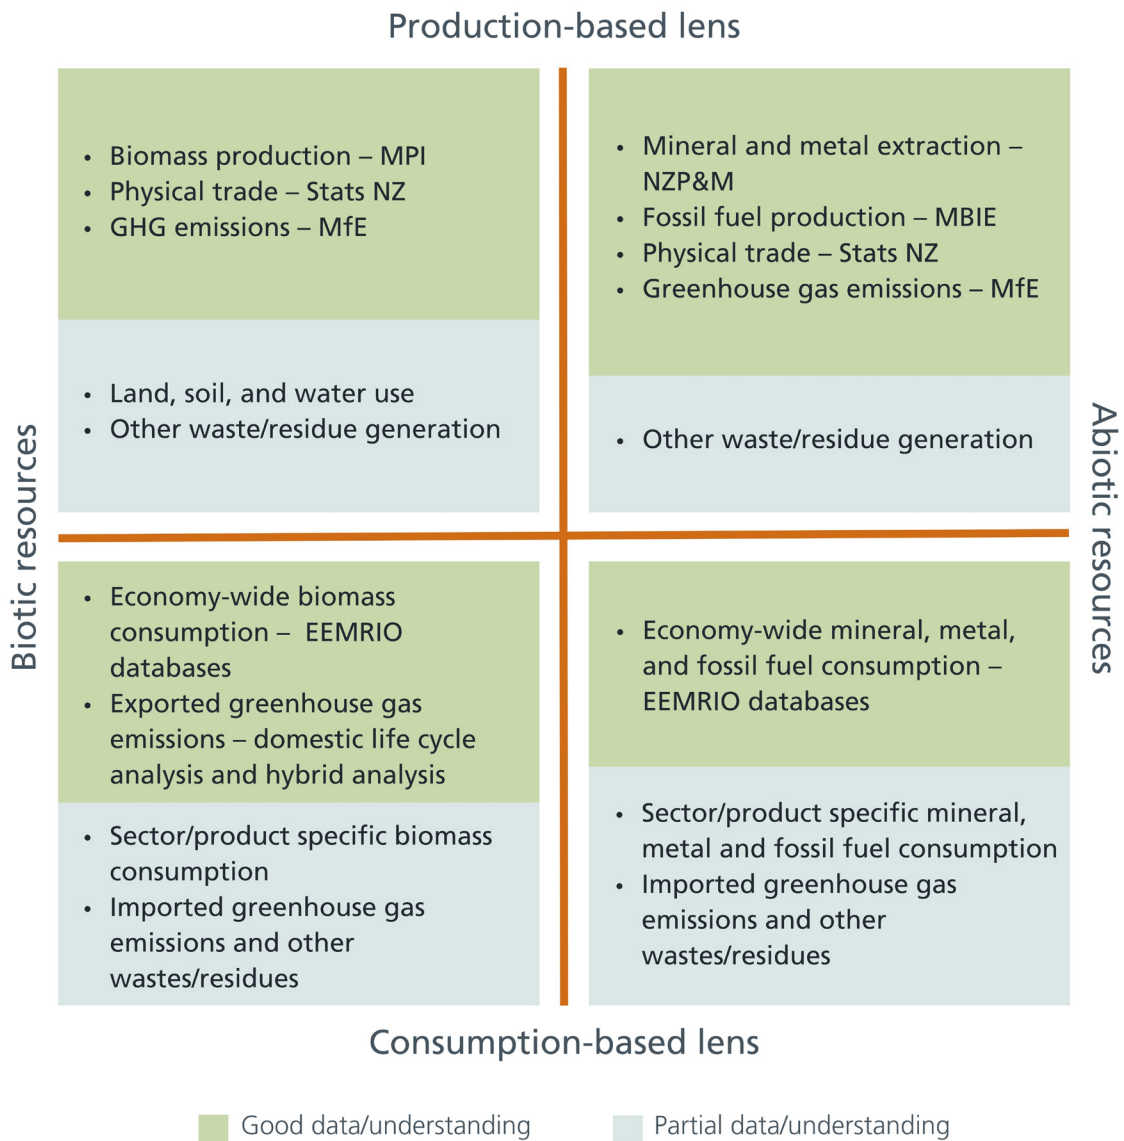 Production-based lens
• Biomass production – MPI
• Physical trade – Stats NZ
• GHG emissions – MfE
• Land, soil, and water use
• Other waste/residue generation
• Mineral and metal extraction –
NZP&M
• Fossil fuel production – MBIE
• Physical trade – Stats NZ
• Greenhouse gas emissions – MfE
• Other waste/residue generation
Biotic resources
Abiotic resources
• Economy-wide biomass
consumption – EEMRIO
databases
• Exported greenhouse gas
emissions – domestic life cycle
analysis and hybrid analysis
• Sector/product specific biomass
consumption
• Imported greenhouse gas
emissions and other
wastes/residues
• Economy-wide mineral, metal,
and fossil fuel consumption –
EEMRIO databases
• Sector/product specific mineral,
metal and fossil fuel consumption
• Imported greenhouse gas
emissions and other
wastes/residues
Consumption-based lens
Good data/understanding
Partial data/understanding